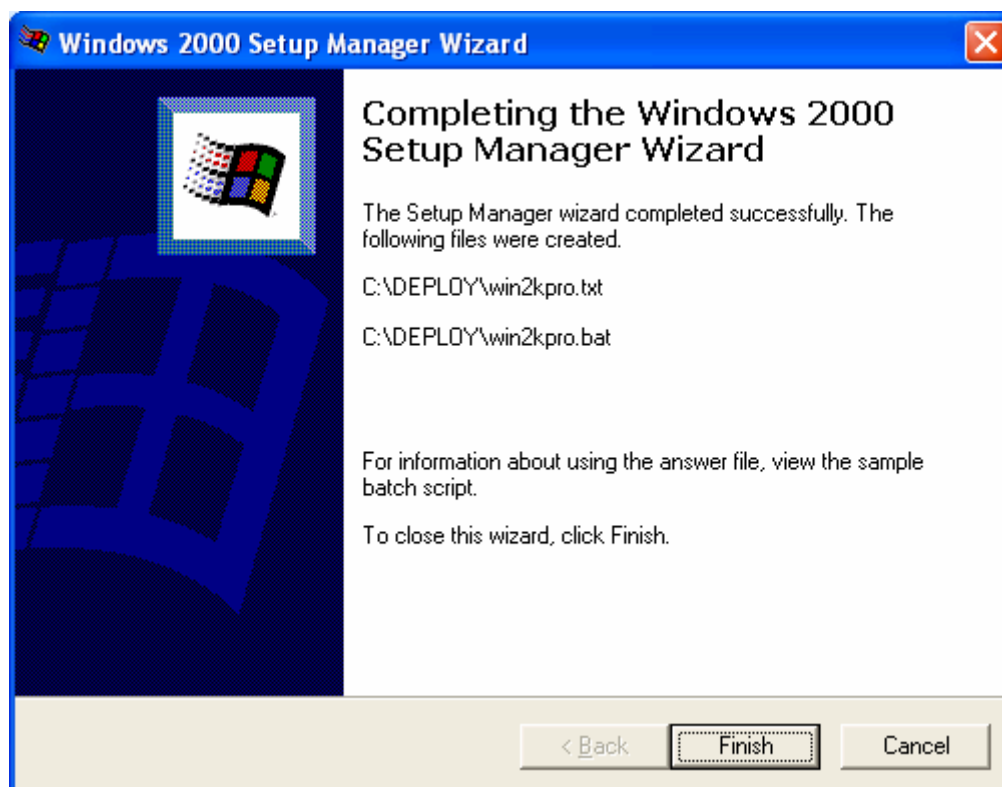 Windows 2000 Setup Manager Wizard
Completing the Windows 2000
Setup Manager Wizard
The Setup Manager wizard completed successfully. The
following files were created.
C:\DEPLOY\win2kpro.txt
C:\DEPLOY\win2kpro.bat
For information about using the answer file, view the sample
batch script.
To close this wizard, click Finish.
< Back Finish Cancel